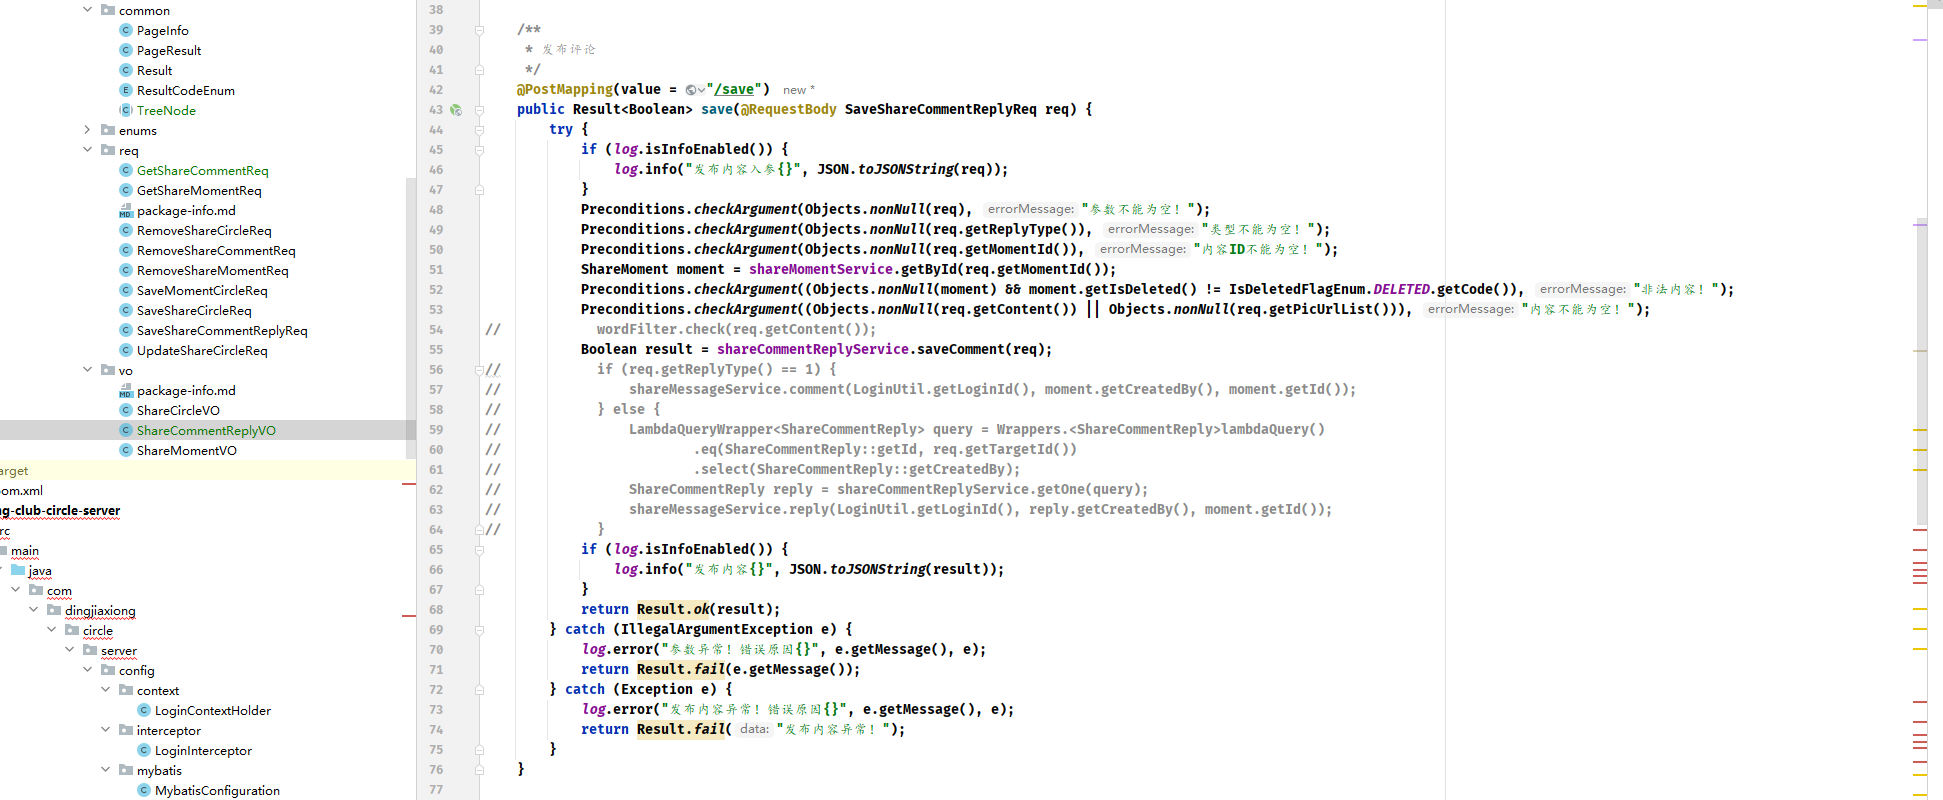 common
PageInfo
PageResult
Result
ResultCodeEnum
TreeNode
enums
req
GetShareCommentReq
GetShareMomentReq
package-info.md
RemoveShareCircleReq
RemoveShareCommentReq
RemoveShareMomentReq
SaveMomentCircleReq
SaveShareCircleReq
SaveShareCommentReplyReq
UpdateShareCircleReq
vo
package-info.md
ShareCircleVO
ShareCommentReplyVO
ShareMomentVO
arget
om.xml
ng-club-circle-server
rc
main
java
com
dingjiaxiong
circle
server
config
context
LoginContextHolder
interceptor
LoginInterceptor
mybatis
MybatisConfiguration
38
39 /**
40 * 发布评论
41 */
42 @PostMapping(value = "/save") new *
43 public Result<Boolean> save(@RequestBody SaveShareCommentReplyReq req) {
44 try {
45 if (log.isInfoEnabled()) {
46 log.info("发布内容入参{}", JSON.toJSONString(req));
47 }
48 Preconditions.checkArgument(Objects.nonNull(req), errorMessage: "参数不能为空！");
49 Preconditions.checkArgument(Objects.nonNull(req.getReplyType()), errorMessage: "类型不能为空！");
50 Preconditions.checkArgument(Objects.nonNull(req.getMomentId()), errorMessage: "内容ID不能为空！");
51 ShareMoment moment = shareMomentService.getById(req.getMomentId());
52 Preconditions.checkArgument((Objects.nonNull(moment) && moment.getIsDeleted() != IsDeletedFlagEnum.DELETED.getCode()), errorMessage: "非法内容！");
53 Preconditions.checkArgument((Objects.nonNull(req.getContent()) || Objects.nonNull(req.getPicUrlList())), errorMessage: "内容不能为空！");
54 // wordFilter.check(req.getContent());
55 Boolean result = shareCommentReplyService.saveComment(req);
56 // if (req.getReplyType() == 1) {
57 // shareMessageService.comment(LoginUtil.getLoginId(), moment.getCreatedBy(), moment.getId());
58 // } else {
59 // LambdaQueryWrapper<ShareCommentReply> query = Wrappers.<ShareCommentReply>lambdaQuery()
60 // .eq(ShareCommentReply::getId, req.getTargetId())
61 // .select(ShareCommentReply::getCreatedBy);
62 // ShareCommentReply reply = shareCommentReplyService.getOne(query);
63 // shareMessageService.reply(LoginUtil.getLoginId(), reply.getCreatedBy(), moment.getId());
64 // }
65 if (log.isInfoEnabled()) {
66 log.info("发布内容{}", JSON.toJSONString(result));
67 }
68 return Result.ok(result);
69 } catch (IllegalArgumentException e) {
70 log.error("参数异常！错误原因{}", e.getMessage(), e);
71 return Result.fail(e.getMessage());
72 } catch (Exception e) {
73 log.error("发布内容异常！错误原因{}", e.getMessage(), e);
74 return Result.fail( data: "发布内容异常！");
75 }
76 }
77